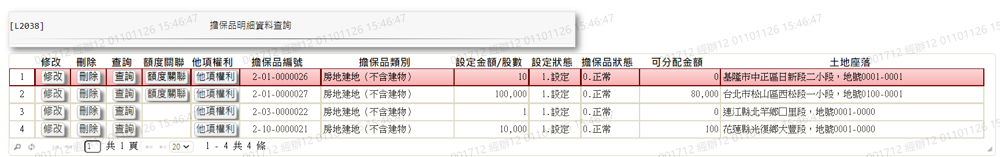 [L2038] 擔保品明細資料查詢
修改 刪除 查詢 額度關聯 他項權利 擔保品編號 擔保品類別 設定金額/股數 設定狀態 擔保品狀態 可分配金額 土地座落
1 修改 刪除 查詢 額度關聯 他項權利 2-01-0000026 房地建地（不含建物） 10 1.設定 0.正常 0 基隆市中正區日新段二小段，地號0001-0001
2 修改 刪除 查詢 額度關聯 他項權利 2-01-0000027 房地建地（不含建物） 100,000 1.設定 0.正常 80,000 台北市松山區西松段一小段，地號0100-0001
3 修改 刪除 查詢 他項權利 2-03-0000022 房地建地（不含建物） 1 1.設定 0.正常 0 連江縣北竿鄉□里段，地號0001-0000
4 修改 刪除 查詢 他項權利 2-10-0000021 房地建地（不含建物） 10,000 1.設定 0.正常 100 花蓮縣光復鄉大豐段，地號0001-0000
1 共 1 頁 20 1 - 4 共 4 條
001712 經辦12 01101126 15:46:47